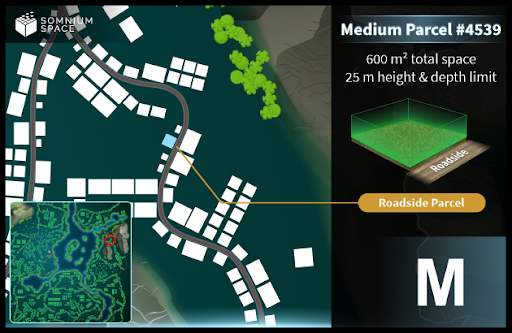 SOMNIUM
SPACE
Medium Parcel #4539
600 m² total space
25 m height & depth limit
Roadside
Roadside Parcel
M